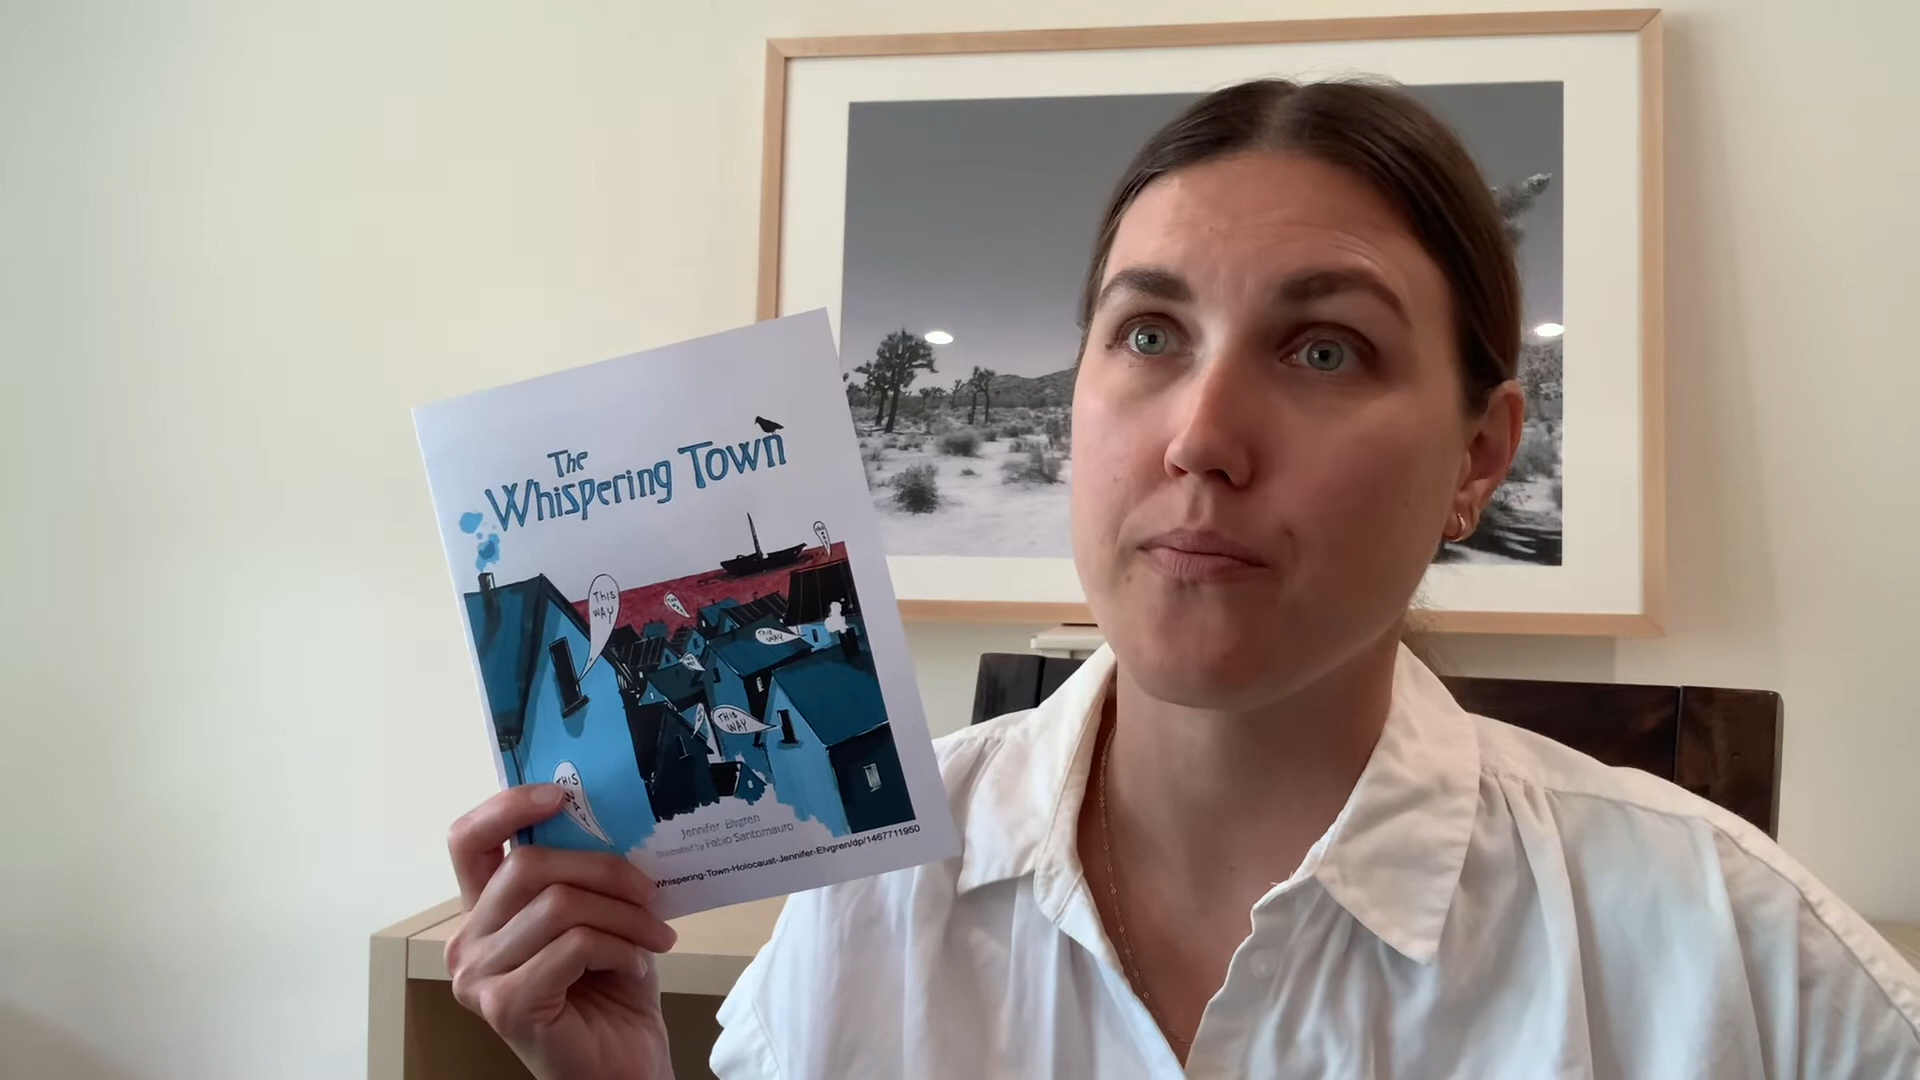 The
Whispering Town
THIS
WAY
THIS
WAY
THIS
WAY
THIS
WAY
Jennifer Elvgren
Illustrated by Fabio Santomauro
Whispering-Town-Holocaust-Jennifer-Elvgren/dp/1467711950